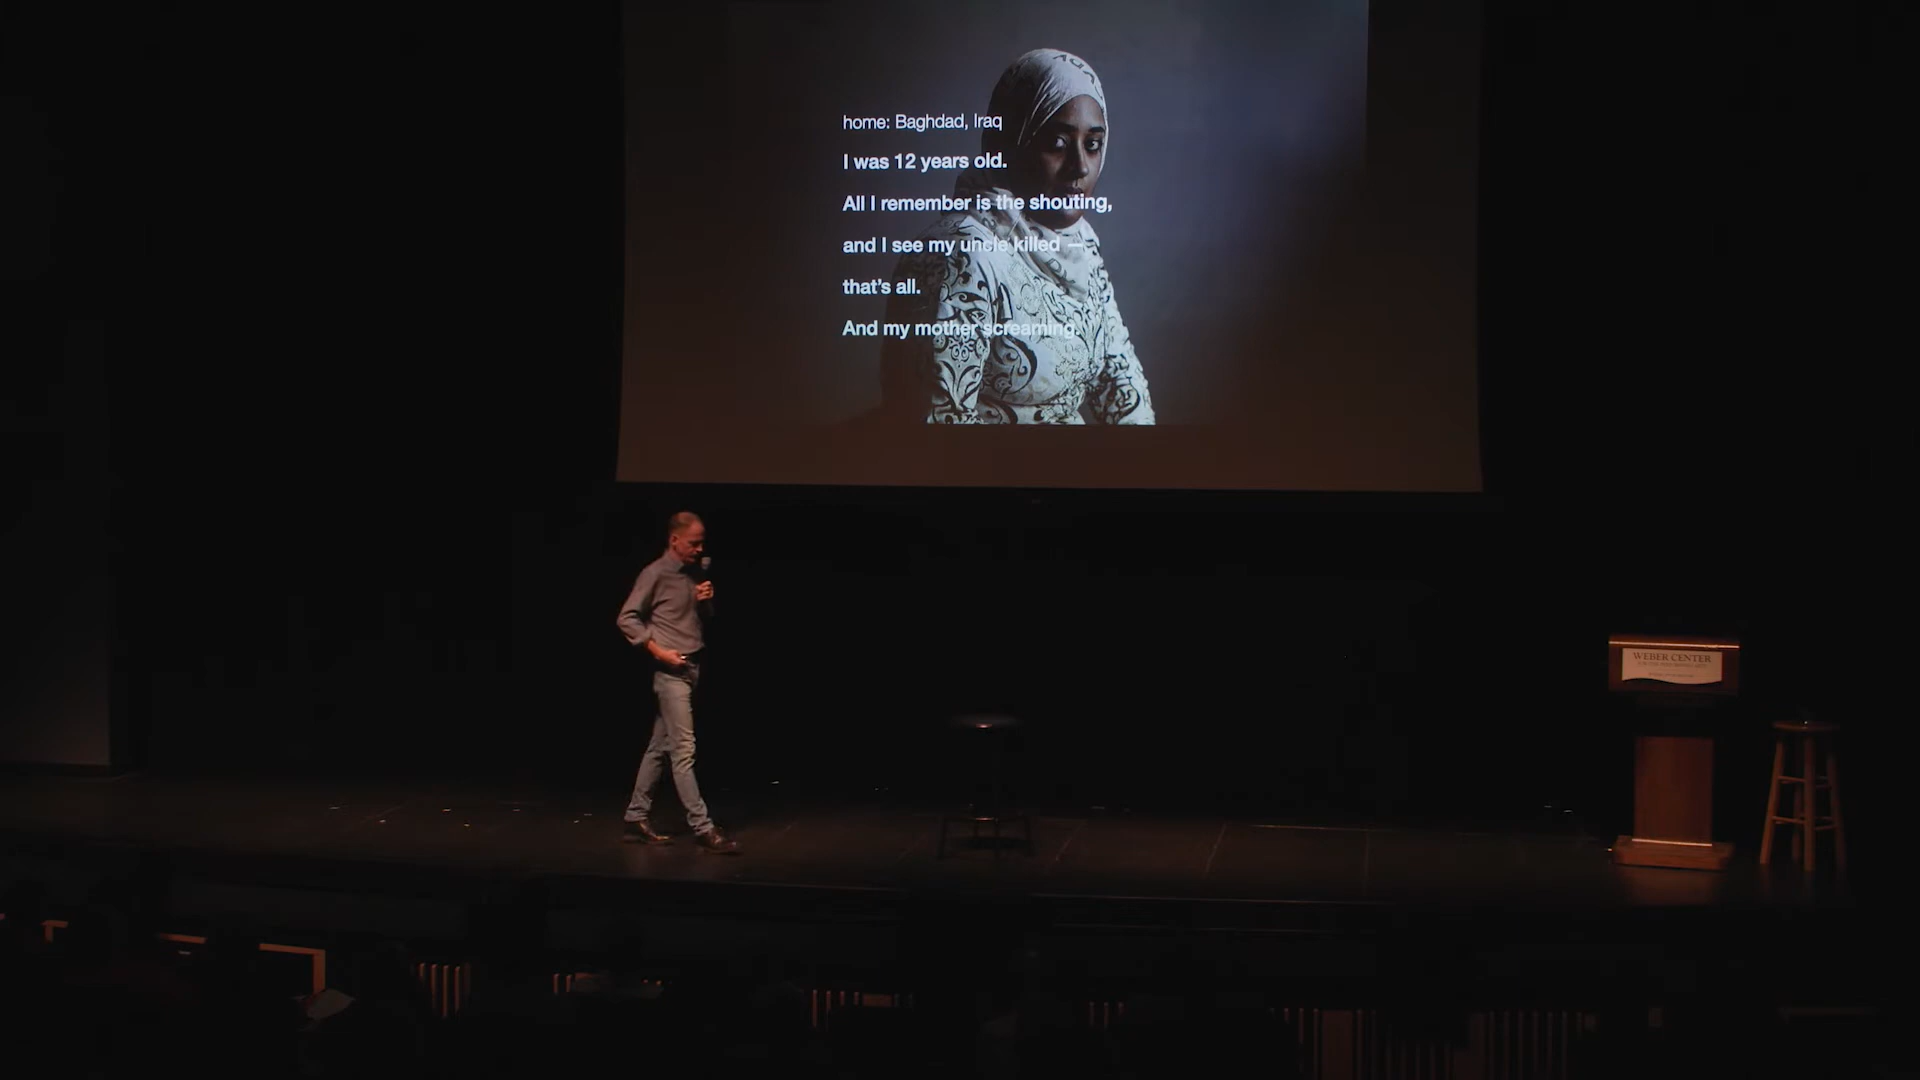 home: Baghdad, Iraq
I was 12 years old.
All I remember is the shouting,
and I see my uncle killed —
that's all.
And my mother screaming.
WEBER CENTER